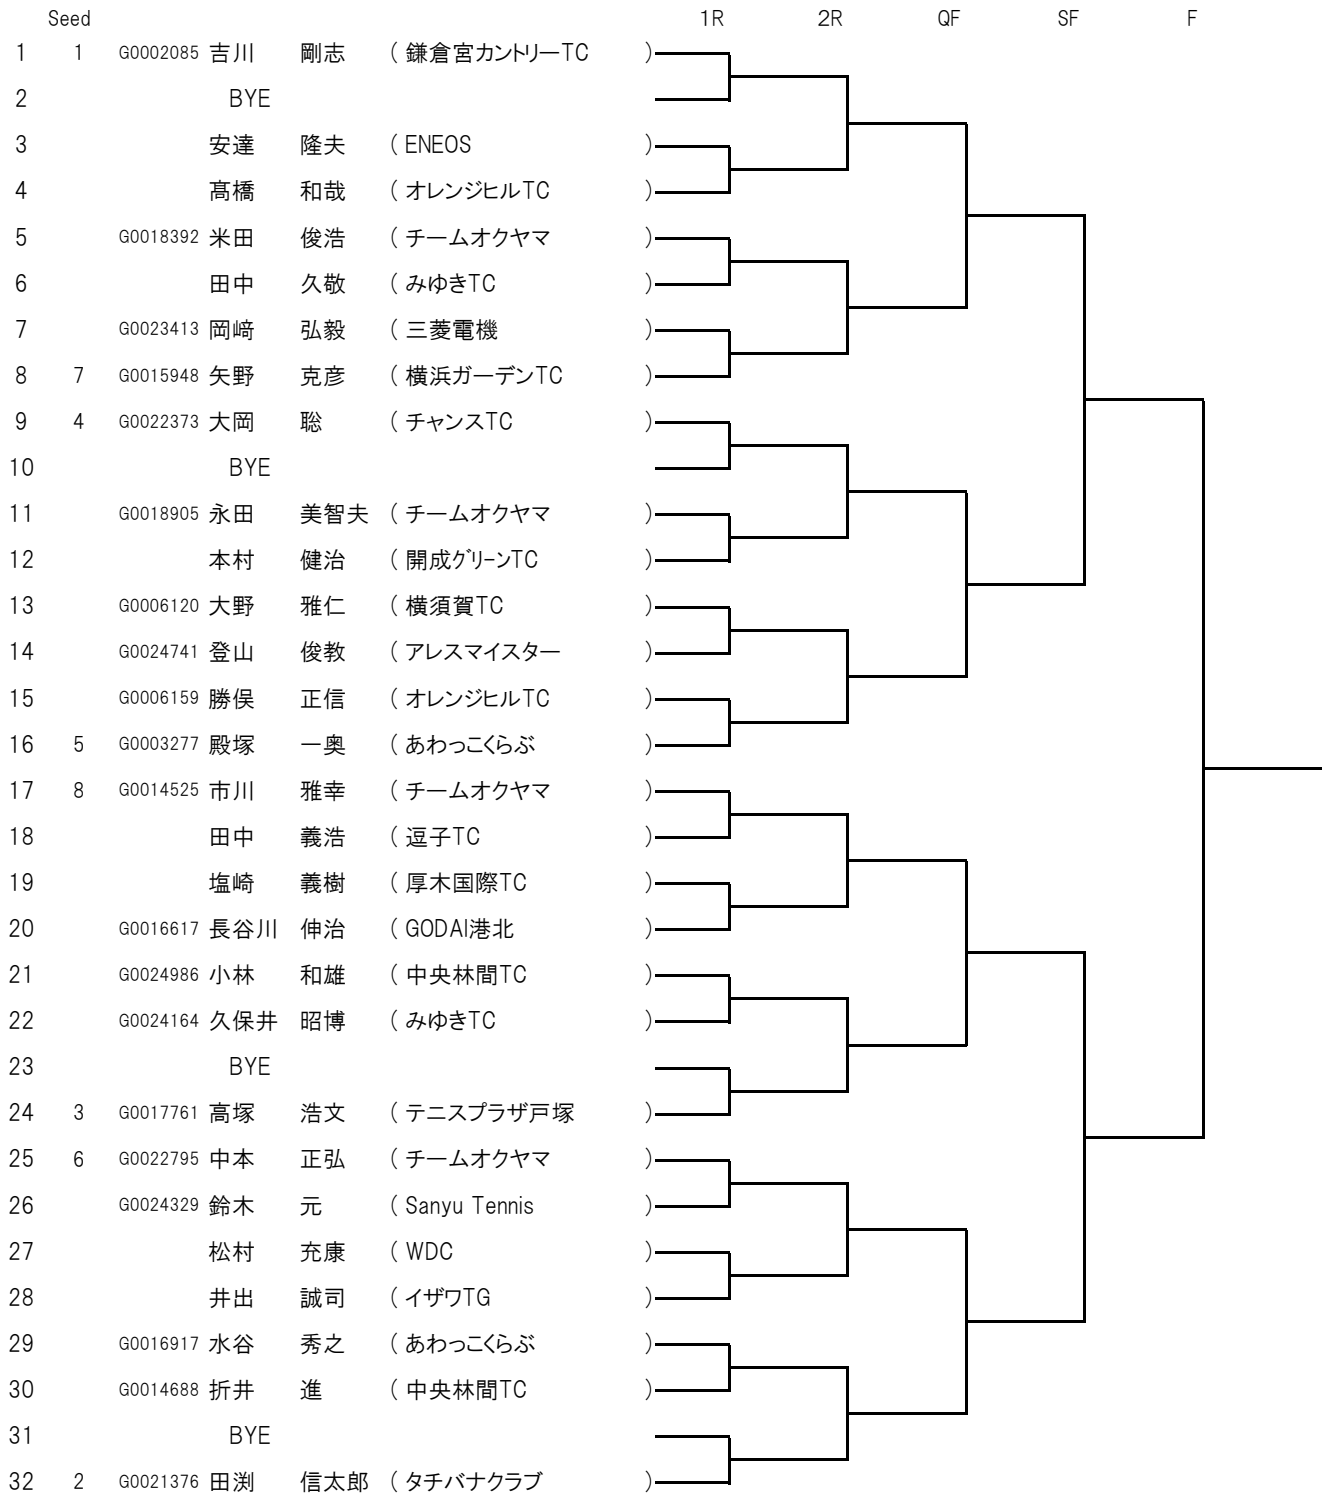 Seed 1R 2R QF SF F
1 1 G0002085 吉川 剛志 ( 鎌倉宮カントリーTC )
2 BYE
3 安達 隆夫 ( ENEOS )
4 髙橋 和哉 ( オレンジヒルTC )
5 G0018392 米田 俊浩 ( チームオクヤマ )
6 田中 久敬 ( みゆきTC )
7 G0023413 岡﨑 弘毅 ( 三菱電機 )
8 7 G0015948 矢野 克彦 ( 横浜ガーデンTC )
9 4 G0022373 大岡 聡 ( チャンスTC )
10 BYE
11 G0018905 永田 美智夫 ( チームオクヤマ )
12 本村 健治 ( 開成グリーンTC )
13 G0006120 大野 雅仁 ( 横須賀TC )
14 G0024741 登山 俊教 ( アレスマイスター )
15 G0006159 勝俣 正信 ( オレンジヒルTC )
16 5 G0003277 殿塚 一奥 ( あわっこくらぶ )
17 8 G0014525 市川 雅幸 ( チームオクヤマ )
18 田中 義浩 ( 逗子TC )
19 塩崎 義樹 ( 厚木国際TC )
20 G0016617 長谷川 伸治 ( GODAI港北 )
21 G0024986 小林 和雄 ( 中央林間TC )
22 G0024164 久保井 昭博 ( みゆきTC )
23 BYE
24 3 G0017761 高塚 浩文 ( テニスプラザ戸塚 )
25 6 G0022795 中本 正弘 ( チームオクヤマ )
26 G0024329 鈴木 元 ( Sanyu Tennis )
27 松村 充康 ( WDC )
28 井出 誠司 ( イザワTG )
29 G0016917 水谷 秀之 ( あわっこくらぶ )
30 G0014688 折井 進 ( 中央林間TC )
31 BYE
32 2 G0021376 田渕 信太郎 ( タチバナクラブ )